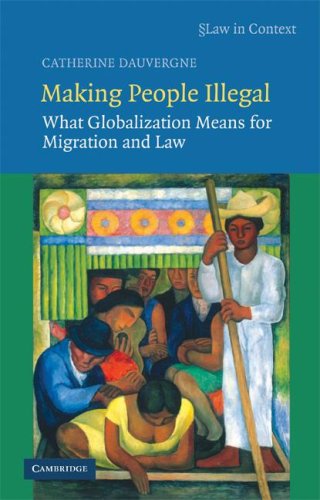 §Law in Context
CATHERINE DAUVERGNE
Making People Illegal
What Globalization Means for
Migration and Law
CAMBRIDGE